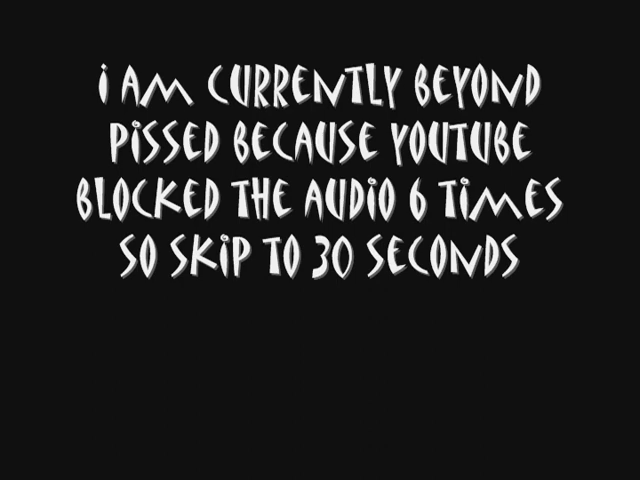 i AM CURRENTLY BEYOND
PiSSED BECAUSE YOUTUBE
BLOCKED THE AUDiO 6 TiMES
SO SKiP TO 30 SECONDS